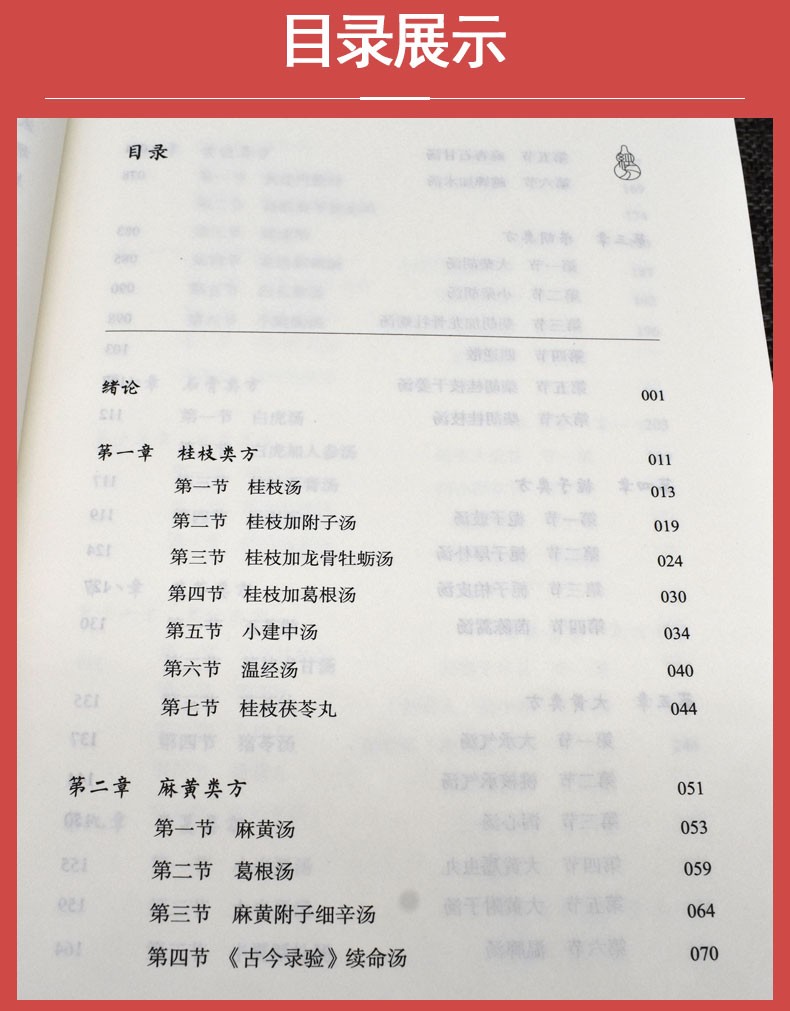 目录展示
目录
绪论 001
第一章 桂枝类方 011
第一节 桂枝汤 013
第二节 桂枝加附子汤 019
第三节 桂枝加龙骨牡蛎汤 024
第四节 桂枝加葛根汤 030
第五节 小建中汤 034
第六节 温经汤 040
第七节 桂枝茯苓丸 044
第二章 麻黄类方 051
第一节 麻黄汤 053
第二节 葛根汤 059
第三节 麻黄附子细辛汤 064
第四节 《古今录验》续命汤 070